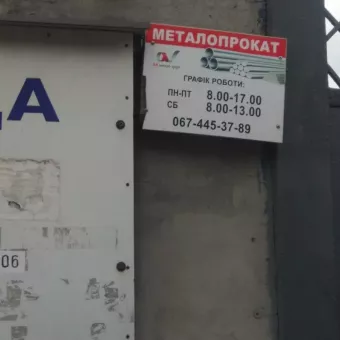 МЕТАЛОПРОКАТ
ГРАФІК РОБОТИ:
ПН-ПТ 8.00-17.00
СБ 8.00-13.00
067-445-37-89
А
06